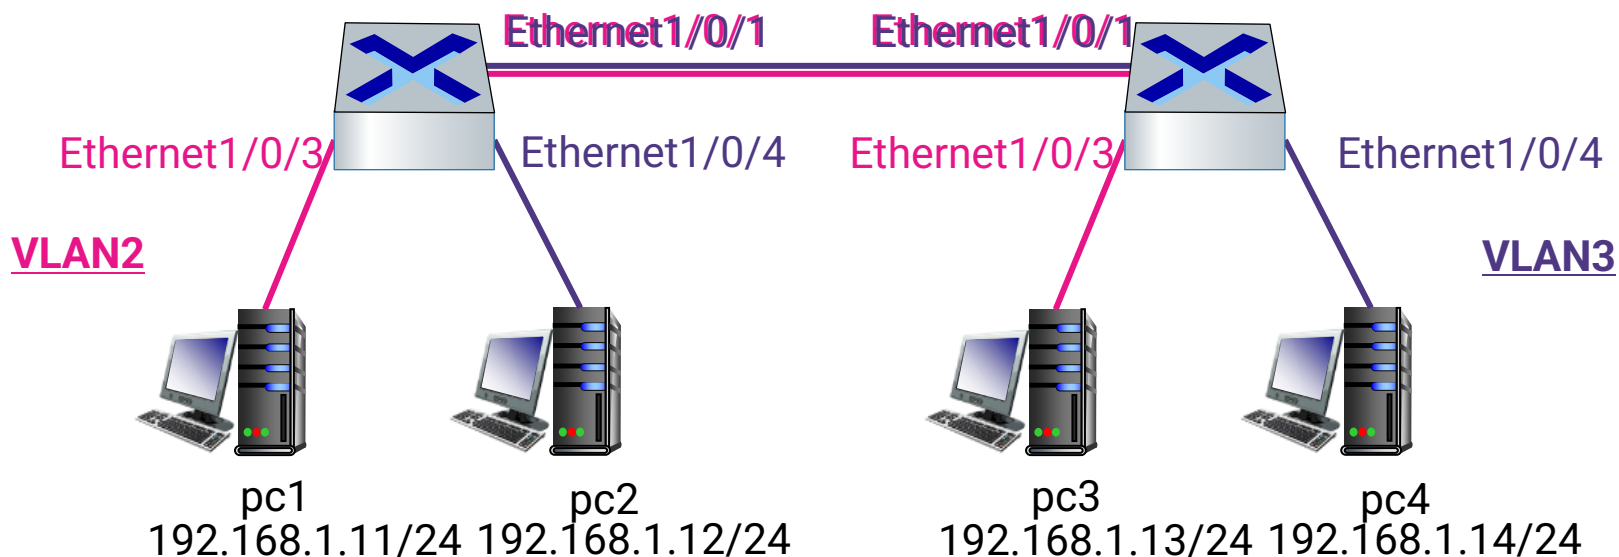 Ethernet1/0/1
Ethernet1/0/1
Ethernet1/0/3
Ethernet1/0/4
Ethernet1/0/3
Ethernet1/0/4
VLAN2
VLAN3
pc1
192.168.1.11/24
pc2
192.168.1.12/24
pc3
192.168.1.13/24
pc4
192.168.1.14/24